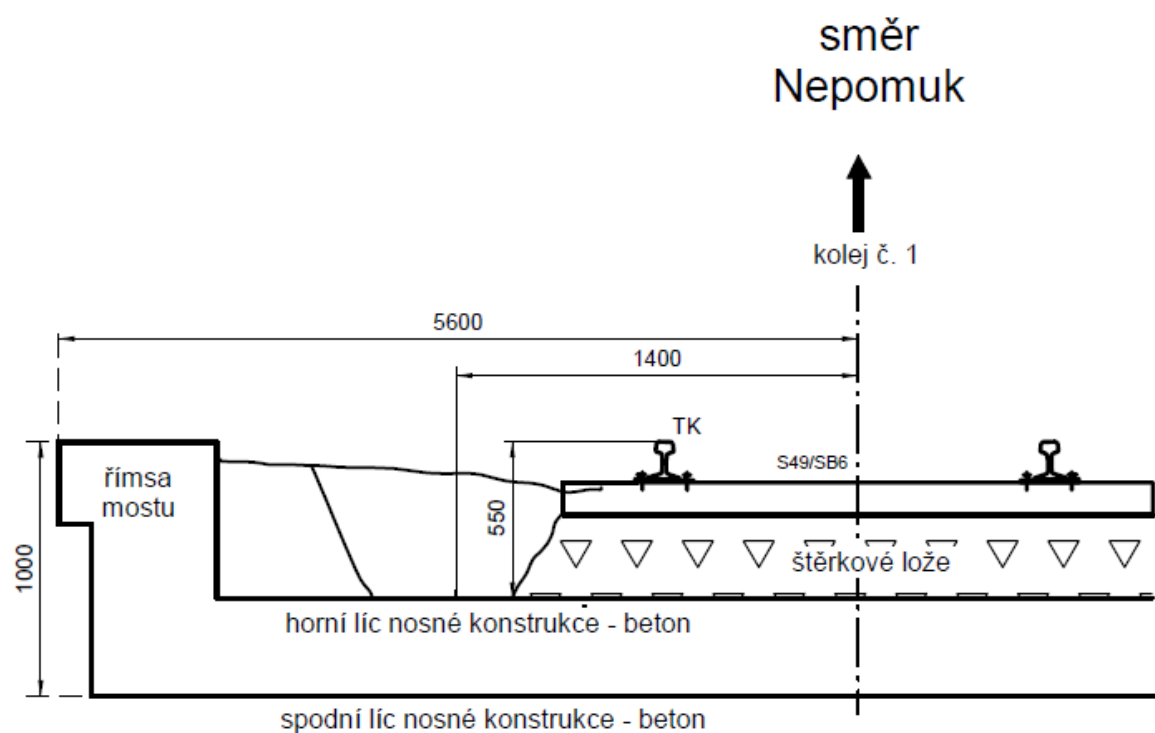 směr
Nepomuk
kolej č. 1
5600
1400
TK
S49/SB6
římsa
mostu
550
1000
štěrkové lože
horní líc nosné konstrukce - beton
spodní líc nosné konstrukce - beton